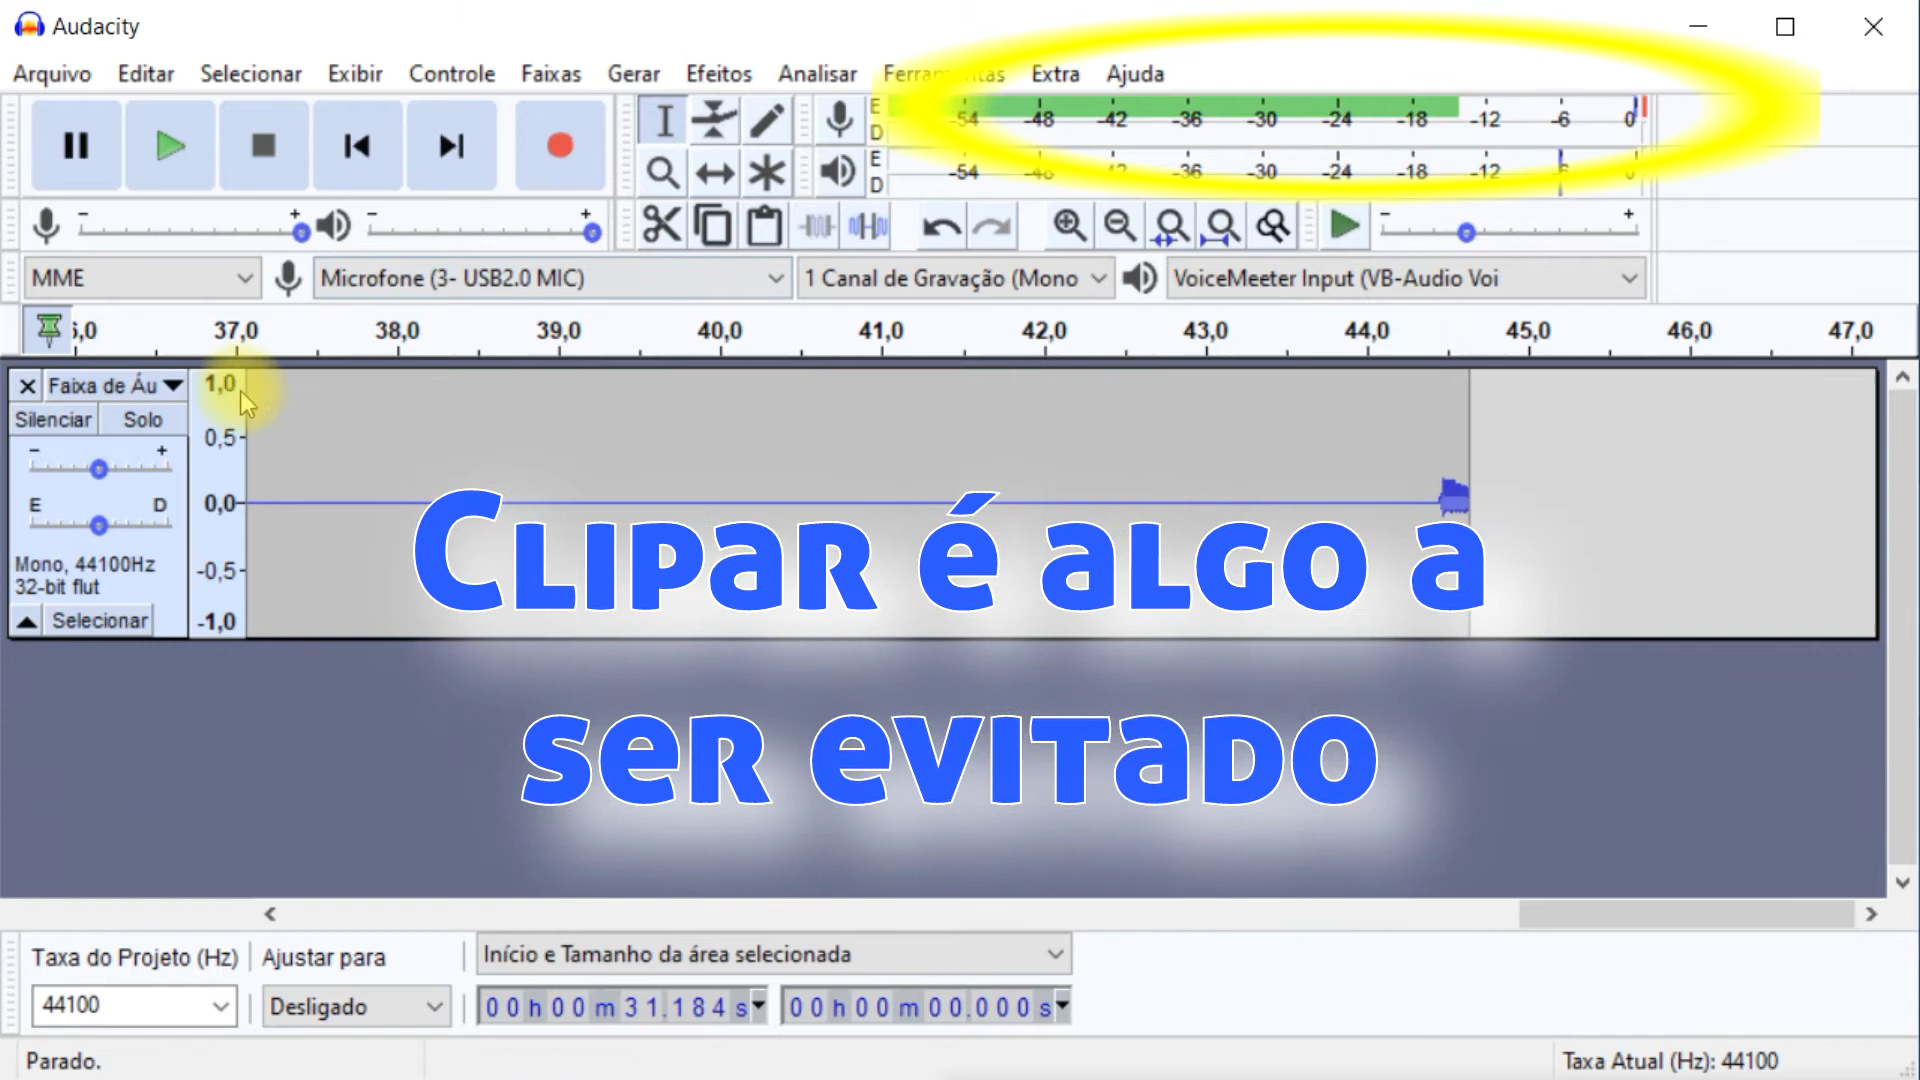 Audacity
Arquivo Editar Selecionar Exibir Controle Faixas Gerar Efeitos Analisar Ferramentas Extra Ajuda
E -54 -48 -42 -36 -30 -24 -18 -12 -6 0
D
E -54 -48 -36 -30 -24 -18 -12 -6 0
D
- + - + - +
MME Microfone (3- USB2.0 MIC) 1 Canal de Gravação (Mono VoiceMeeter Input (VB-Audio Voi
37,0 38,0 39,0 40,0 41,0 42,0 43,0 44,0 45,0 46,0 47,0
Faixa de Áu 1,0
Silenciar Solo
0,5
- +
E D 0,0
Mono, 44100Hz
32-bit flut -0,5
Selecionar -1,0
Clipar é algo a
ser evitado
Taxa do Projeto (Hz) Ajustar para Início e Tamanho da área selecionada
44100 Desligado 00h00m31.184s 00h00m00.000s
Parado. Taxa Atual (Hz): 44100